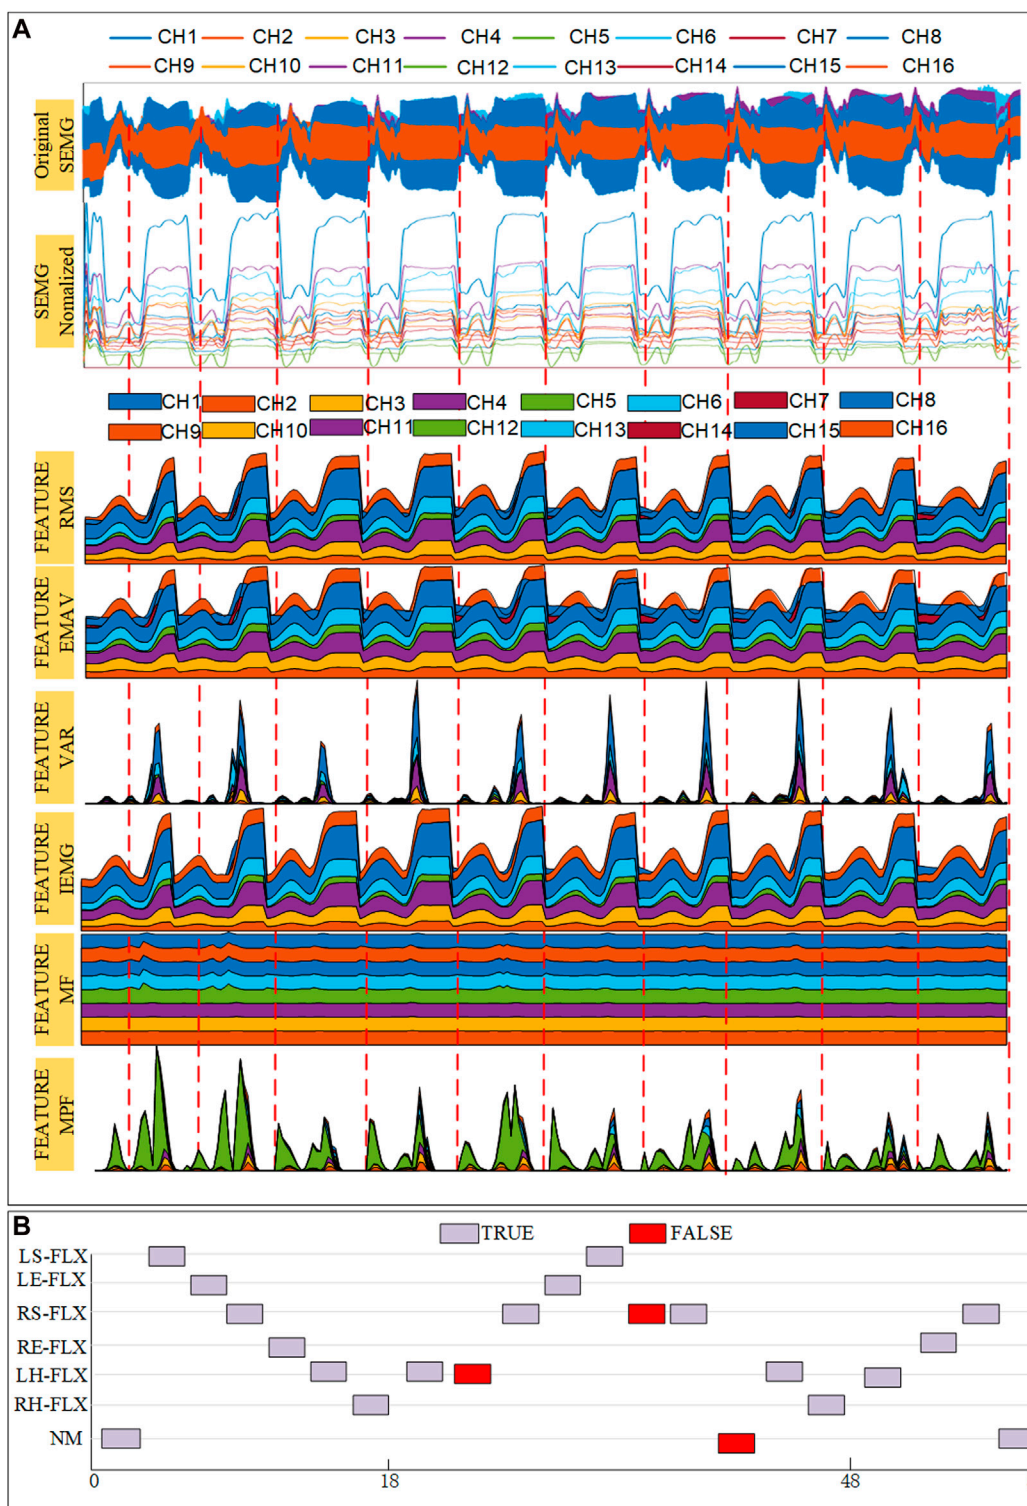 A
CH1 CH2 CH3 CH4 CH5 CH6 CH7 CH8
CH9 CH10 CH11 CH12 CH13 CH14 CH15 CH16
Original
SEMG
SEMG
Nonmalized
CH1 CH2 CH3 CH4 CH5 CH6 CH7 CH8
CH9 CH10 CH11 CH12 CH13 CH14 CH15 CH16
FEATURE
RMS
FEATURE
EMAV
FEATURE
VAR
FEATURE
IEMG
FEATURE
MF
FEATURE
MPF
B
TRUE FALSE
LS-FLX
LE-FLX
RS-FLX
RE-FLX
LH-FLX
RH-FLX
NM
0 18 48